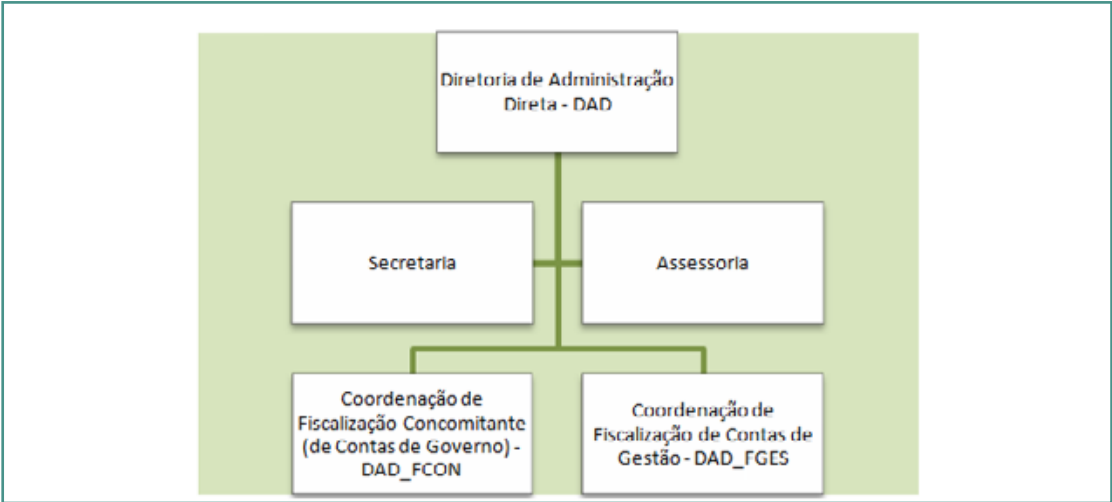 Diretoria de Administração
Direta - DAD
Secretaria
Assessoria
Coordenação de
Fiscalização Concomitante
(de Contas de Governo) -
DAD_FCON
Coordenação de
Fiscalização de Contas de
Gestão - DAD_FGES